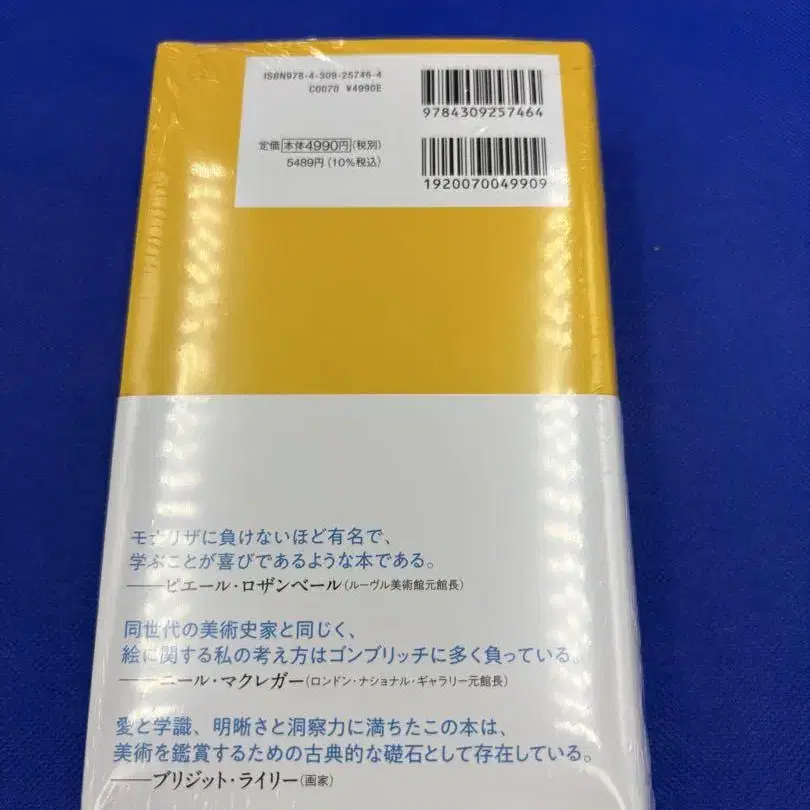 ISBN978-4-309-25746-4
C0070 ¥4990E
9784309257464
定価 本体4990円(税別)
5489円(10%税込)
1920070049909
モナリザに負けないほど有名で、
学ぶことが喜びであるような本である。
——ピエール・ロザンベール(ルーヴル美術館元館長)
同世代の美術史家と同じく、
絵に関する私の考え方はゴンブリッチに多く負っている。
——ニール・マクレガー(ロンドン・ナショナル・ギャラリー元館長)
愛と学識、明晰さと洞察力に満ちたこの本は、
美術を鑑賞するための古典的な礎石として存在している。
——ブリジット・ライリー(画家)